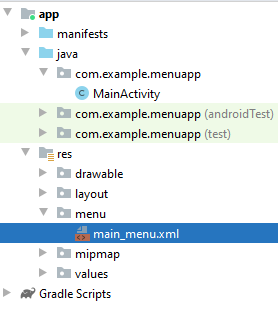 app
manifests
java
com.example.menuapp
MainActivity
com.example.menuapp (androidTest)
com.example.menuapp (test)
res
drawable
layout
menu
main_menu.xml
mipmap
values
Gradle Scripts